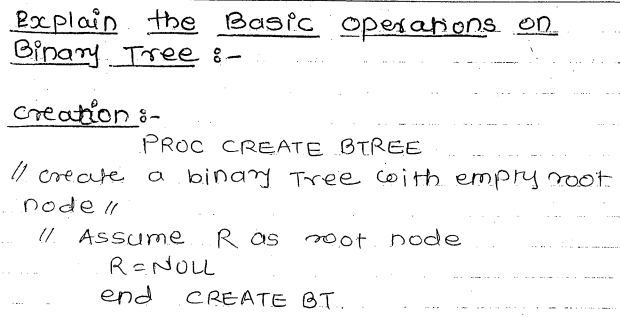 Explain the Basic operations on
Binary Tree :-
creation :-
PROC CREATE BTREE
// create a binary Tree with empty root
node //
// Assume R as root node
R = NULL
end CREATE BT.